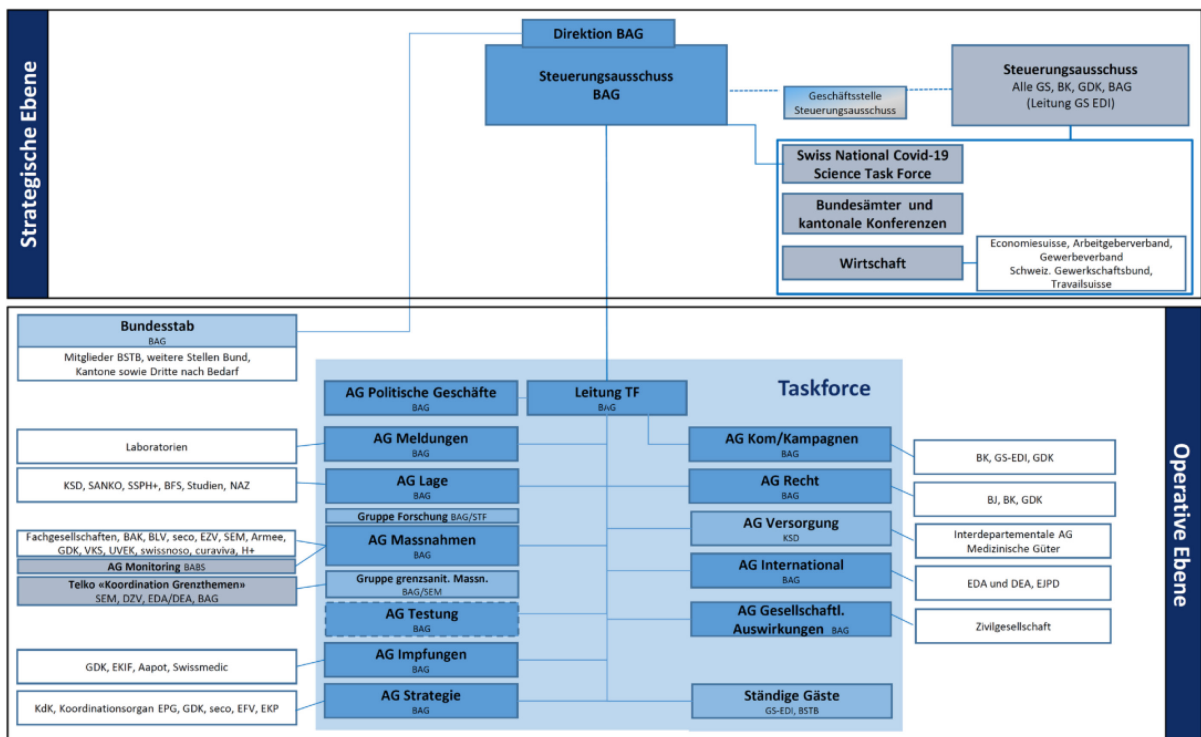 Strategische Ebene
Direktion BAG
Steuerungsausschuss
BAG
Geschäftsstelle
Steuerungsausschuss
Steuerungsausschuss
Alle GS, BK, GDK, BAG
(Leitung GS EDI)
Swiss National Covid-19
Science Task Force
Bundesämter und
kantonale Konferenzen
Wirtschaft
Economiesuisse, Arbeitgeberverband,
Gewerbeverband
Schweiz. Gewerkschaftsbund,
Travailsuisse
Operative Ebene
Bundesstab
BAG
Mitglieder BSTB, weitere Stellen Bund,
Kantone sowie Dritte nach Bedarf
Taskforce
AG Politische Geschäfte
BAG
Leitung TF
BAG
Laboratorien
AG Meldungen
BAG
AG Kom/Kampagnen
BAG
BK, GS-EDI, GDK
KSD, SANKO, SSPH+, BFS, Studien, NAZ
AG Lage
BAG
AG Recht
BAG
BJ, BK, GDK
Gruppe Forschung BAG/STF
Fachgesellschaften, BAK, BLV, seco, EZV, SEM, Armee,
GDK, VKS, UVEK, swissnoso, curaviva, H+
AG Monitoring BABS
AG Massnahmen
BAG
AG Versorgung
KSD
Interdepartementale AG
Medizinische Güter
Telko «Koordination Grenzthemen»
SEM, DZV, EDA/DEA, BAG
Gruppe grenzsanit. Massn.
BAG/SEM
AG International
BAG
EDA und DEA, EJPD
AG Testung
BAG
AG Gesellschaftl.
Auswirkungen BAG
Zivilgesellschaft
GDK, EKIF, Aapot, Swissmedic
AG Impfungen
BAG
KdK, Koordinationsorgan EPG, GDK, seco, EFV, EKP
AG Strategie
BAG
Ständige Gäste
GS-EDI, BSTB